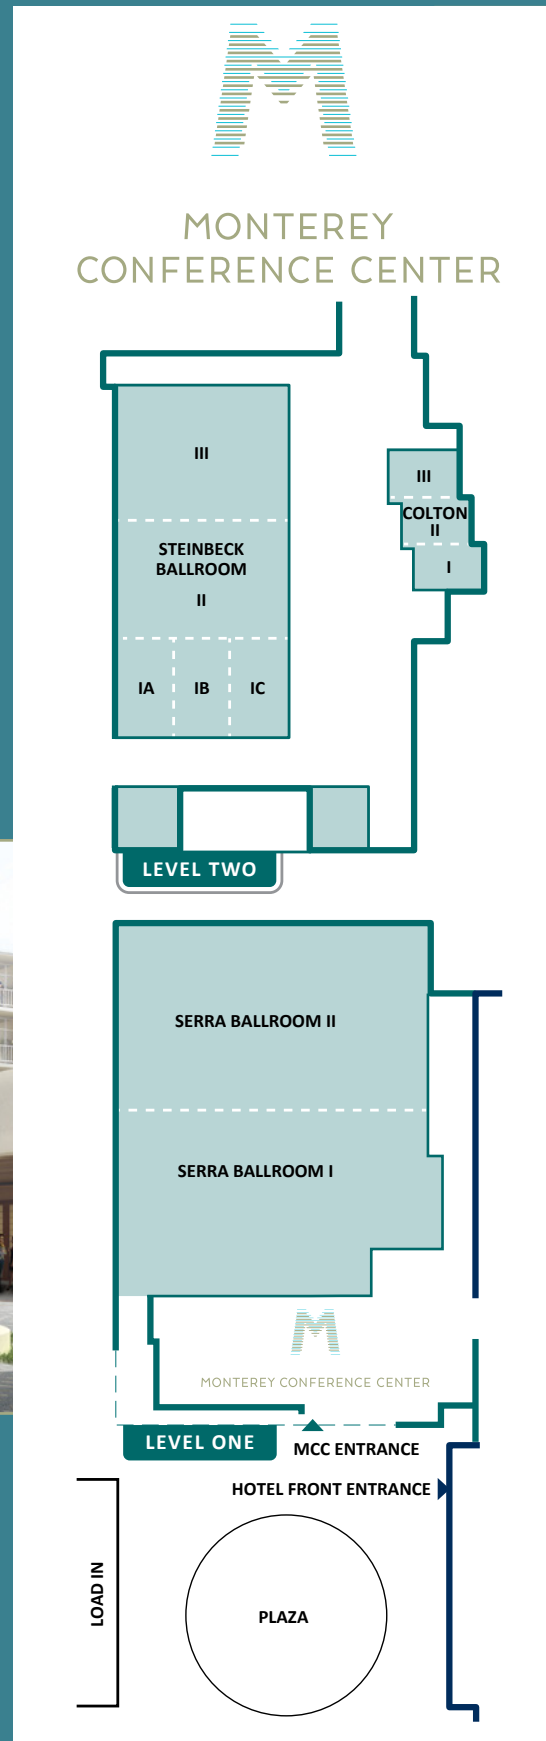 MONTEREY
CONFERENCE CENTER
III
STEINBECK
BALLROOM
II
IA
IB
IC
III
COLTON
II
I
LEVEL TWO
SERRA BALLROOM II
SERRA BALLROOM I
MONTEREY CONFERENCE CENTER
LEVEL ONE
MCC ENTRANCE
HOTEL FRONT ENTRANCE
LOAD IN
PLAZA